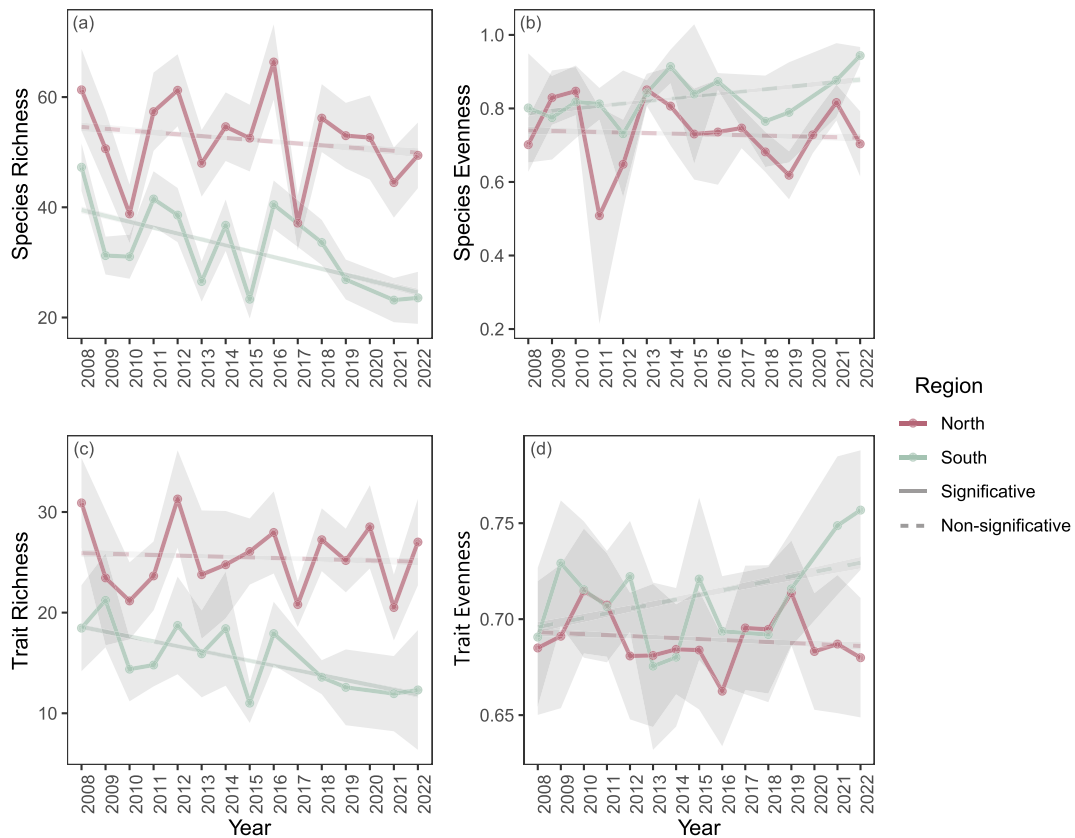 (a)
Species Richness
60
40
20
2008 2009 2010 2011 2012 2013 2014 2015 2016 2017 2018 2019 2020 2021 2022
(b)
Species Evenness
1.0
0.8
0.6
0.4
0.2
2008 2009 2010 2011 2012 2013 2014 2015 2016 2017 2018 2019 2020 2021 2022
(c)
Trait Richness
30
20
10
2008 2009 2010 2011 2012 2013 2014 2015 2016 2017 2018 2019 2020 2021 2022
Year
(d)
Trait Evenness
0.75
0.70
0.65
2008 2009 2010 2011 2012 2013 2014 2015 2016 2017 2018 2019 2020 2021 2022
Year
Region
North
South
Significative
Non-significative